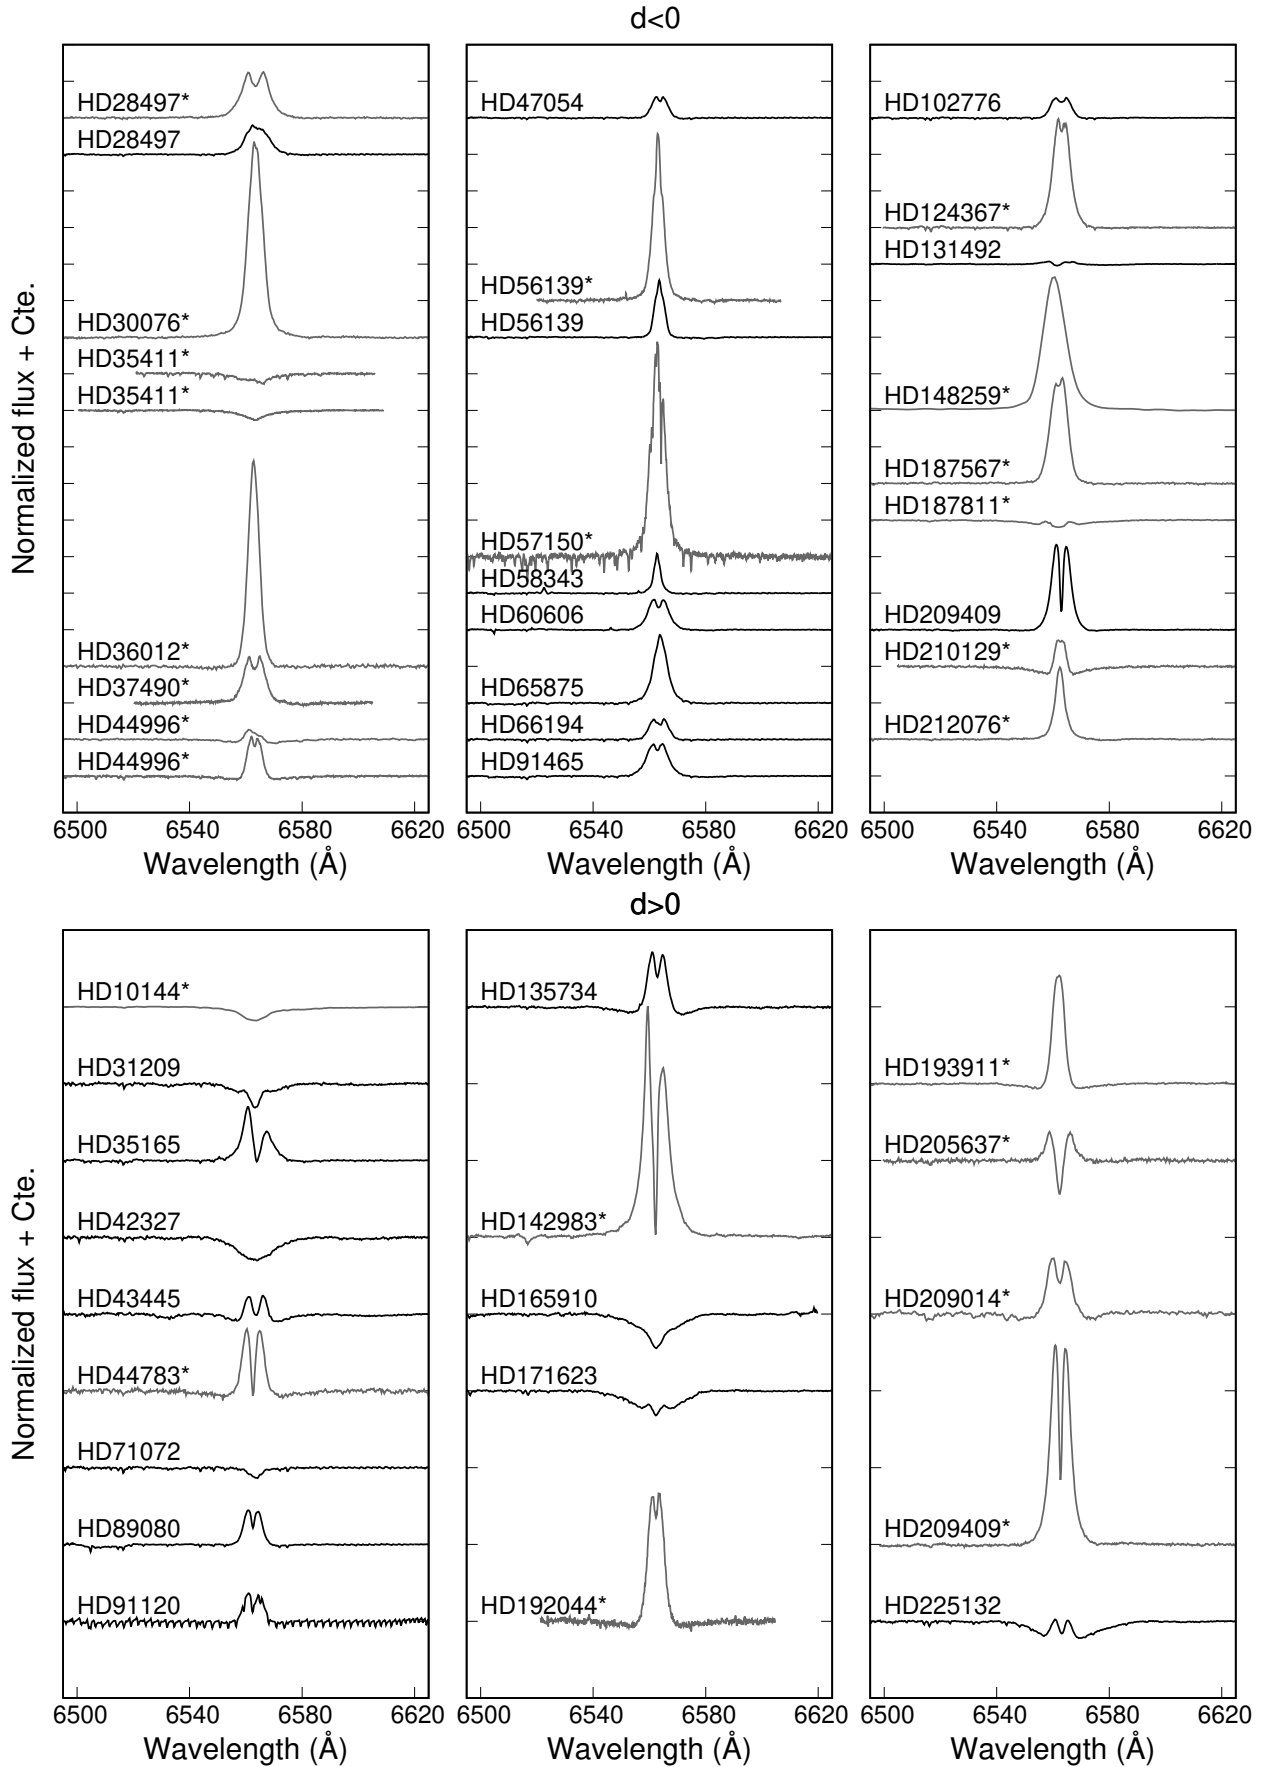 d<0
Normalized flux + Cte.
HD28497*
HD28497
HD30076*
HD35411*
HD35411*
HD36012*
HD37490*
HD44996*
HD44996*
6500 6540 6580 6620
Wavelength (Å)
HD47054
HD56139*
HD56139
HD57150*
HD58343
HD60606
HD65875
HD66194
HD91465
6500 6540 6580 6620
Wavelength (Å)
HD102776
HD124367*
HD131492
HD148259*
HD187567*
HD187811*
HD209409
HD210129*
HD212076*
6500 6540 6580 6620
Wavelength (Å)
d>0
Normalized flux + Cte.
HD10144*
HD31209
HD35165
HD42327
HD43445
HD44783*
HD71072
HD89080
HD91120
6500 6540 6580 6620
Wavelength (Å)
HD135734
HD142983*
HD165910
HD171623
HD192044*
6500 6540 6580 6620
Wavelength (Å)
HD193911*
HD205637*
HD209014*
HD209409*
HD225132
6500 6540 6580 6620
Wavelength (Å)